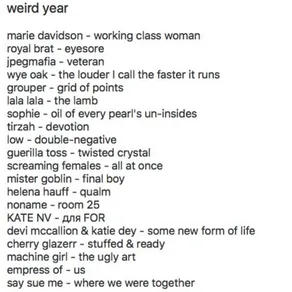 weird year
marie davidson - working class woman
royal brat - eyesore
jpegmafia - veteran
wye oak - the louder I call the faster it runs
grouper - grid of points
lala lala - the lamb
sophie - oil of every pearl's un-insides
tirzah - devotion
low - double-negative
guerilla toss - twisted crystal
screaming females - all at once
mister goblin - final boy
helena hauff - qualm
noname - room 25
KATE NV - для FOR
devi mccallion & katie dey - some new form of life
cherry glazerr - stuffed & ready
machine girl - the ugly art
empress of - us
say sue me - where we were together